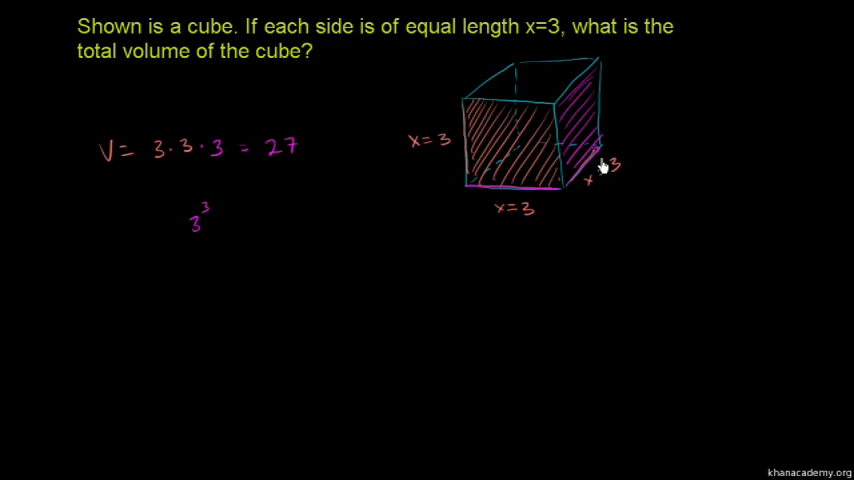 Shown is a cube. If each side is of equal length x=3, what is the
total volume of the cube?
x=3
V= 3·3·3 = 27
x=3
x=3
3³
khanacademy.org